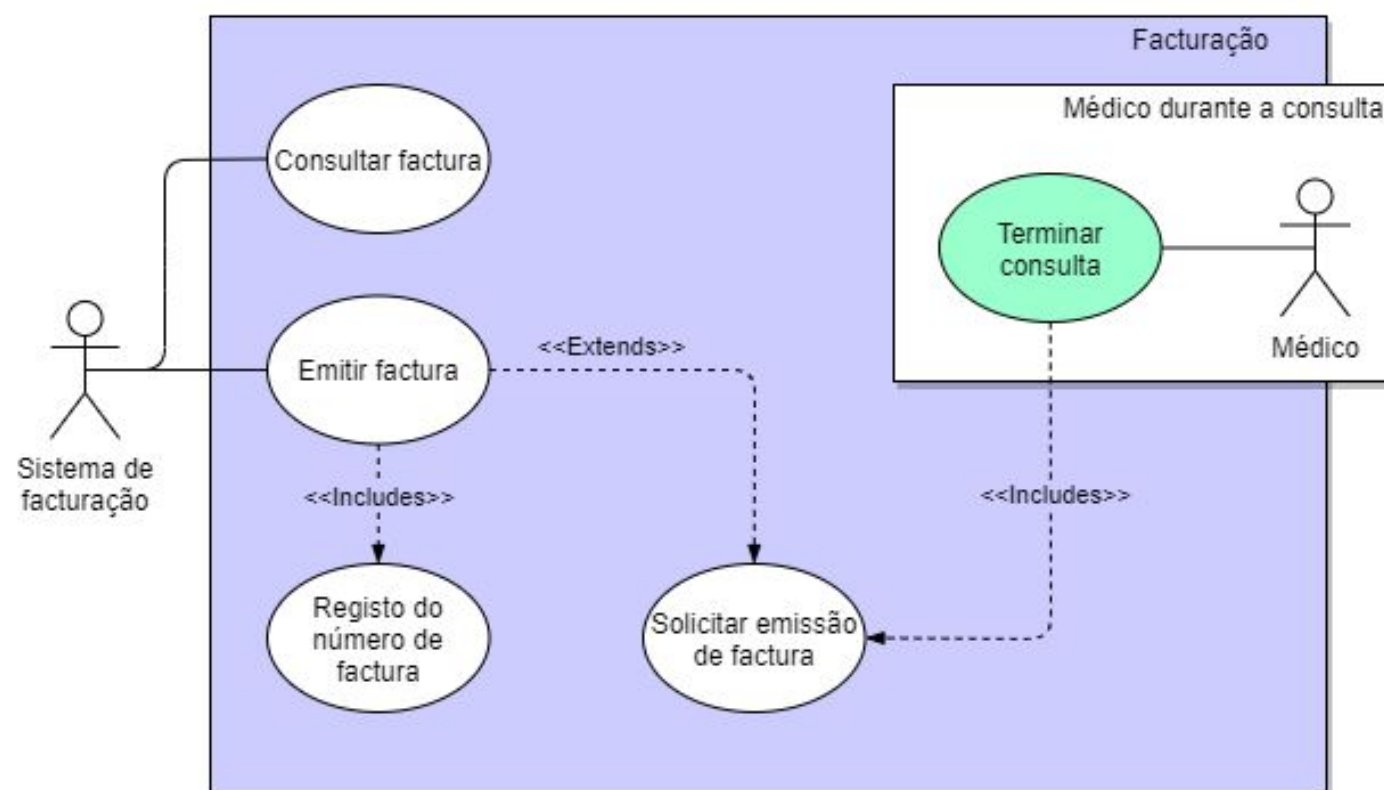 Facturação
Médico durante a consulta
Consultar factura
Terminar
consulta
Médico
Emitir factura
<<Extends>>
Sistema de
facturação
<<Includes>>
<<Includes>>
Registo do
número de
factura
Solicitar emissão
de factura